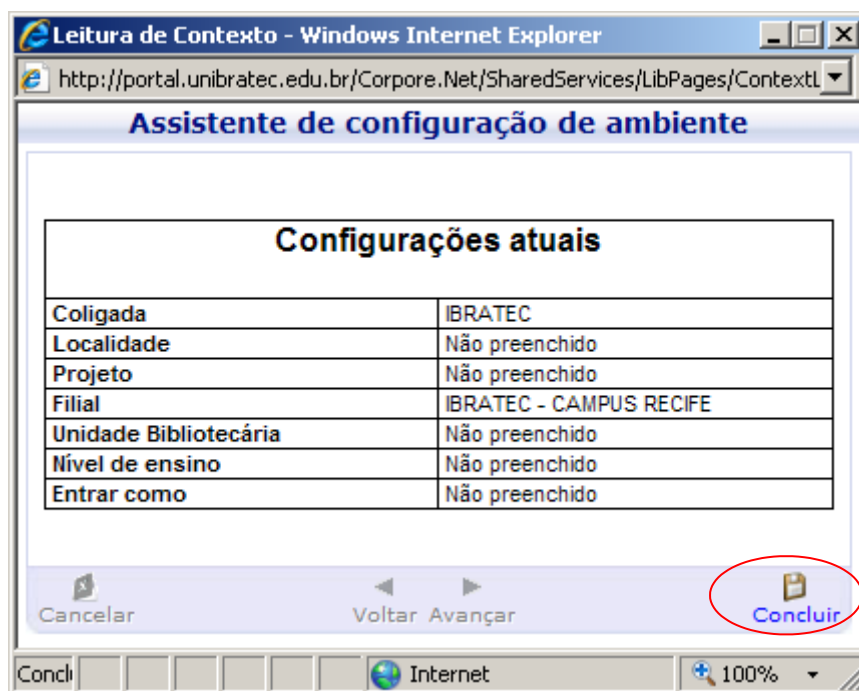 Leitura de Contexto - Windows Internet Explorer
http://portal.unibratec.edu.br/Corpore.Net/SharedServices/LibPages/ContextL
Assistente de configuração de ambiente
Configurações atuais
Coligada IBRATEC
Localidade Não preenchido
Projeto Não preenchido
Filial IBRATEC - CAMPUS RECIFE
Unidade Bibliotecária Não preenchido
Nível de ensino Não preenchido
Entrar como Não preenchido
Cancelar Voltar Avançar Concluir
Conclu Internet 100%